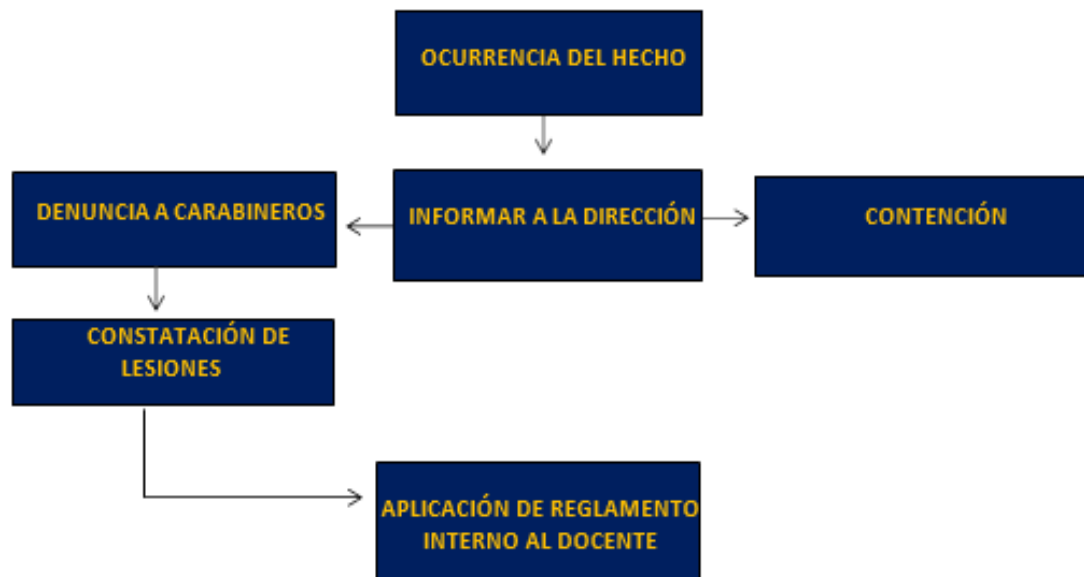 OCURRENCIA DEL HECHO
DENUNCIA A CARABINEROS
INFORMAR A LA DIRECCIÓN
CONTENCIÓN
CONSTATACIÓN DE
LESIONES
APLICACIÓN DE REGLAMENTO
INTERNO AL DOCENTE